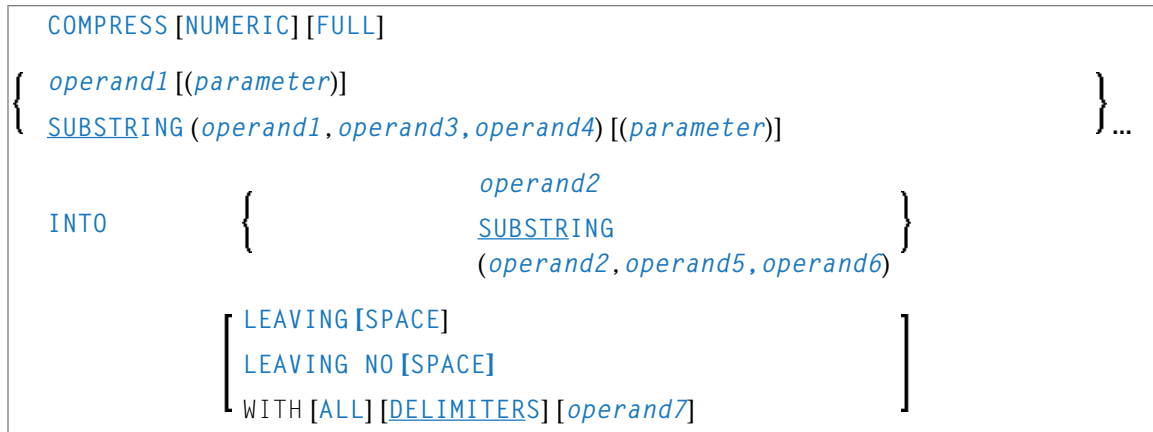 COMPRESS [NUMERIC] [FULL]
operand1 [(parameter)]
SUBSTRING (operand1,operand3,operand4) [(parameter)]
...
operand2
INTO
SUBSTRING
(operand2,operand5,operand6)
LEAVING [SPACE]
LEAVING NO [SPACE]
WITH [ALL] [DELIMITERS] [operand7]